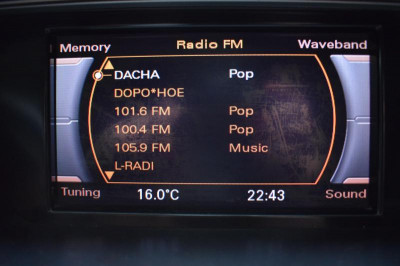 Memory Radio FM Waveband
DACHA Pop
DOPO*HOE
101.6 FM Pop
100.4 FM Pop
105.9 FM Music
L-RADI
Tuning 16.0°C 22:43 Sound